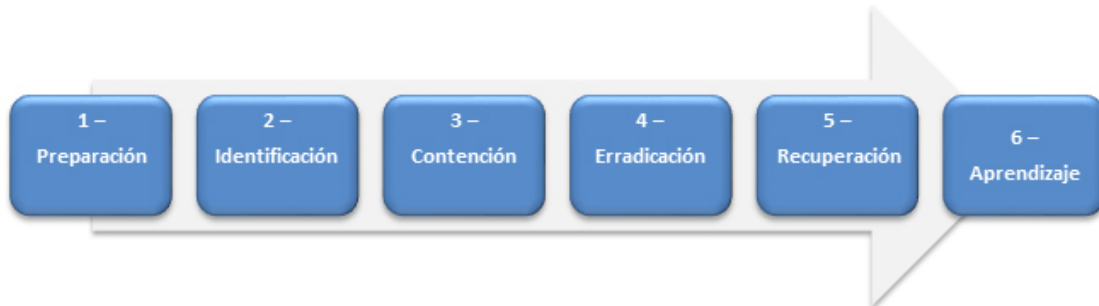 1 –
Preparación
2 –
Identificación
3 –
Contención
4 –
Erradicación
5 –
Recuperación
6 –
Aprendizaje